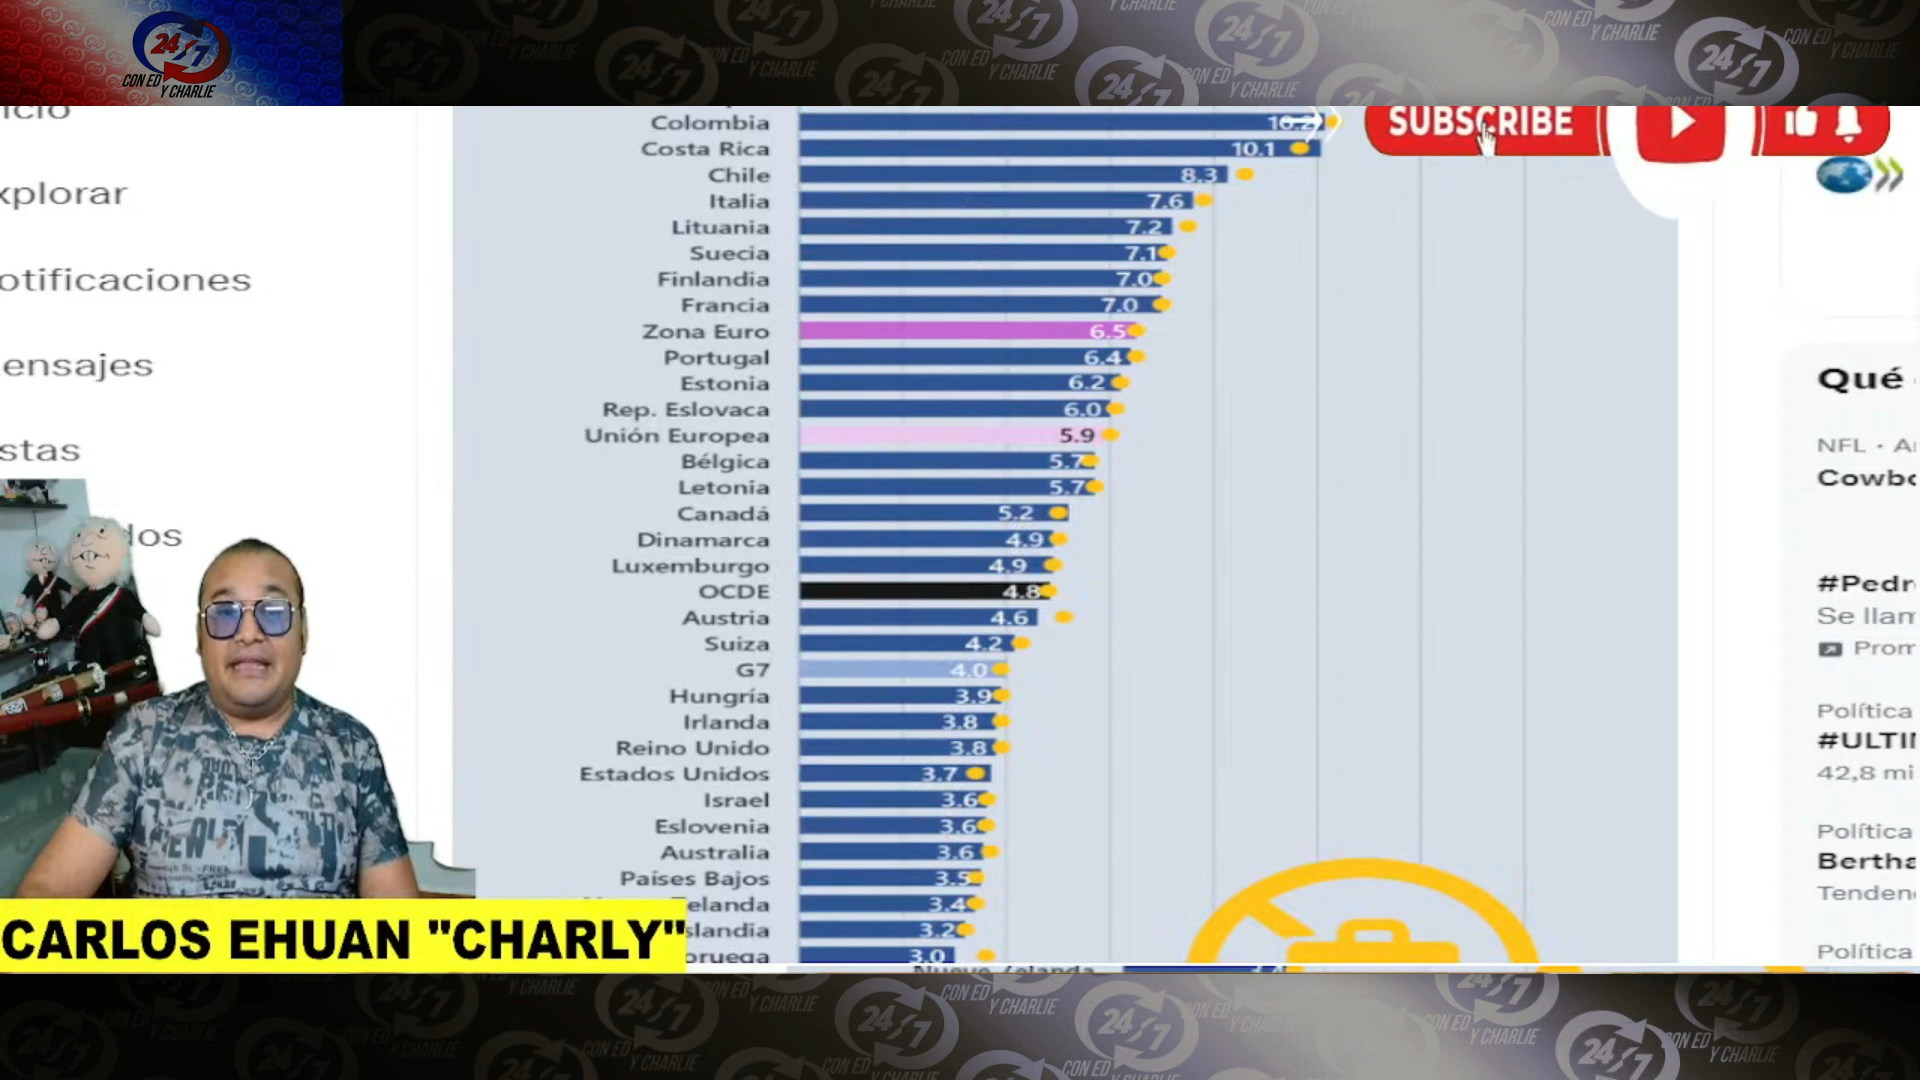 24/7
CON ED
Y CHARLIE
SUBSCRIBE
xplorar
otificaciones
ensajes
stas
dos
Colombia 10.2
Costa Rica 10.1
Chile 8.3
Italia 7.6
Lituania 7.2
Suecia 7.1
Finlandia 7.0
Francia 7.0
Zona Euro 6.5
Portugal 6.4
Estonia 6.2
Rep. Eslovaca 6.0
Unión Europea 5.9
Bélgica 5.7
Letonia 5.7
Canadá 5.2
Dinamarca 4.9
Luxemburgo 4.9
OCDE 4.8
Austria 4.6
Suiza 4.2
G7 4.0
Hungría 3.9
Irlanda 3.8
Reino Unido 3.8
Estados Unidos 3.7
Israel 3.6
Eslovenia 3.6
Australia 3.6
Países Bajos 3.5
Zelanda 3.4
slandia 3.2
oruega 3.0
Qué
NFL · A
Cowbo
#Pedr
Se llam
Prom
Política
#ULTI
42,8 mi
Política
Bertha
Tenden
Política
CARLOS EHUAN "CHARLY"